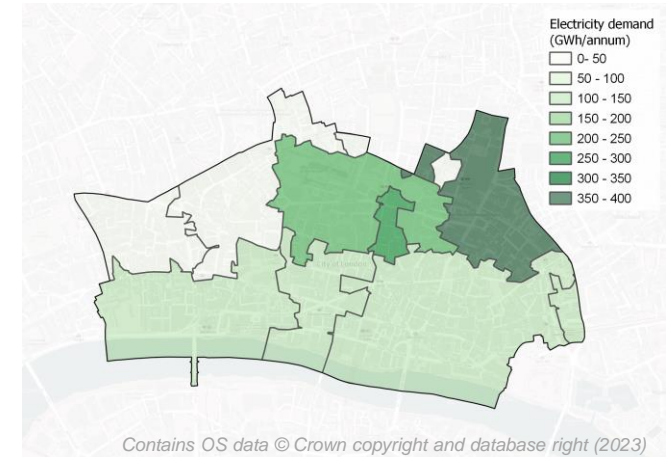 Electricity demand
(GWh/annum)
0- 50
50 - 100
100 - 150
150 - 200
200 - 250
250 - 300
300 - 350
350 - 400
Contains OS data © Crown copyright and database right (2023)